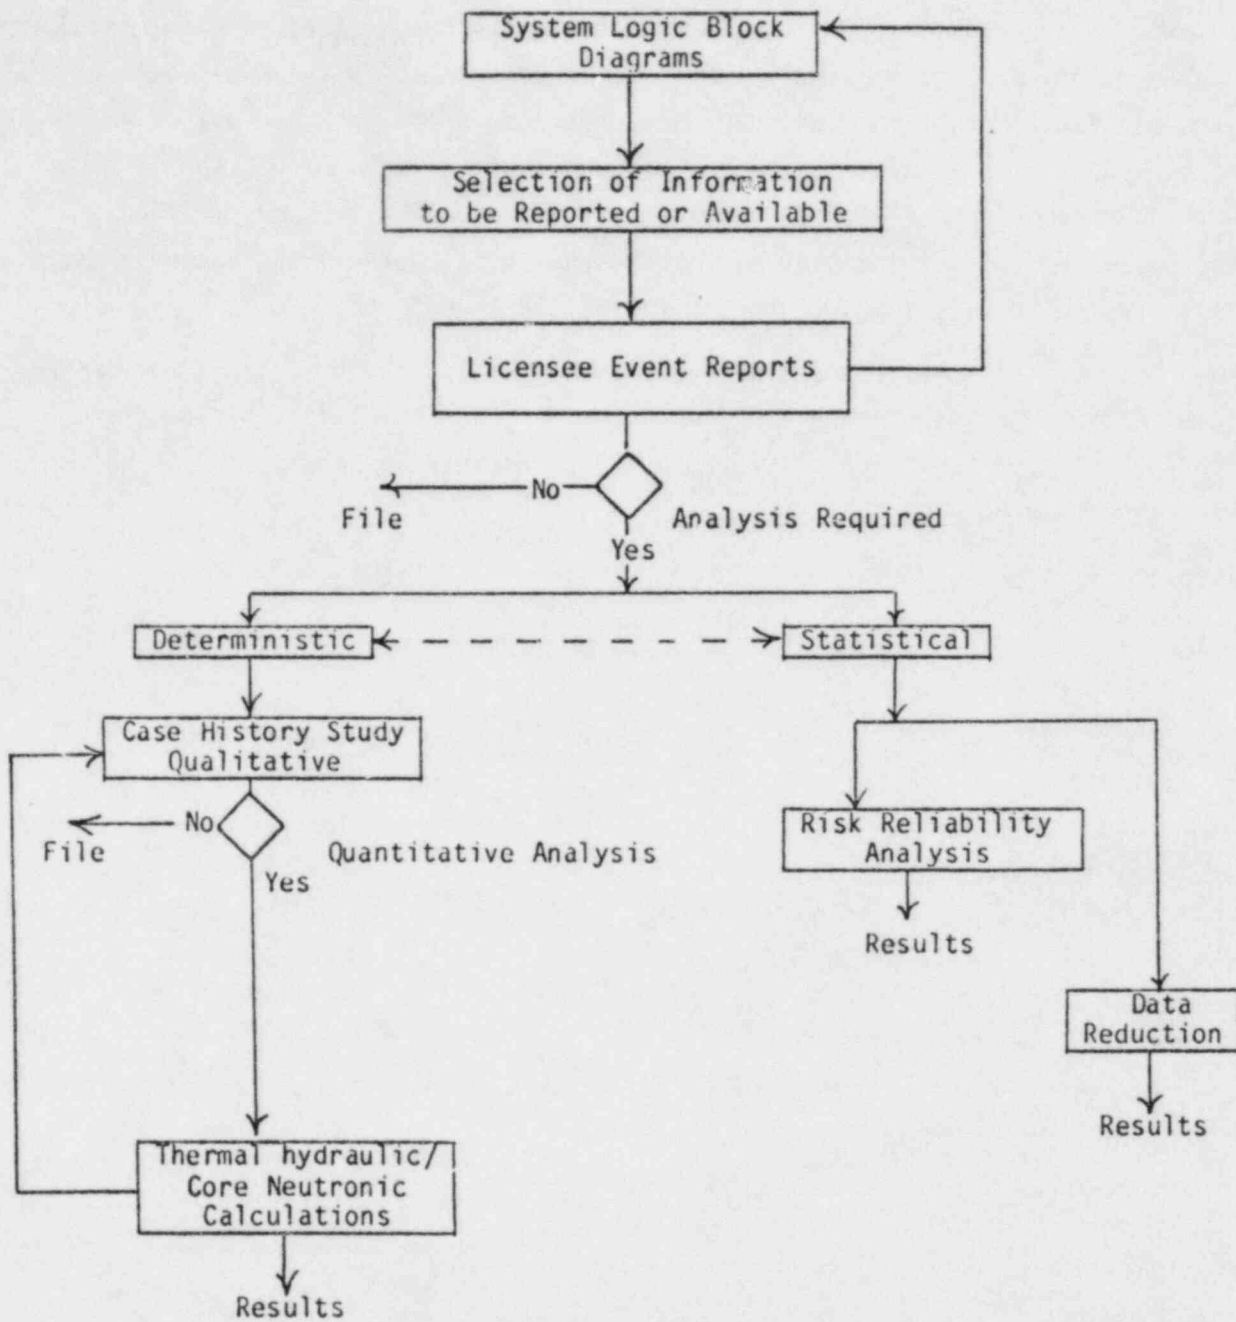 System Logic Block
Diagrams
Selection of Information
to be Reported or Available
Licensee Event Reports
No
File
Analysis Required
Yes
Deterministic
Statistical
Case History Study
Qualitative
No
File
Quantitative Analysis
Yes
Risk Reliability
Analysis
Results
Data
Reduction
Results
Thermal hydraulic/
Core Neutronic
Calculations
Results